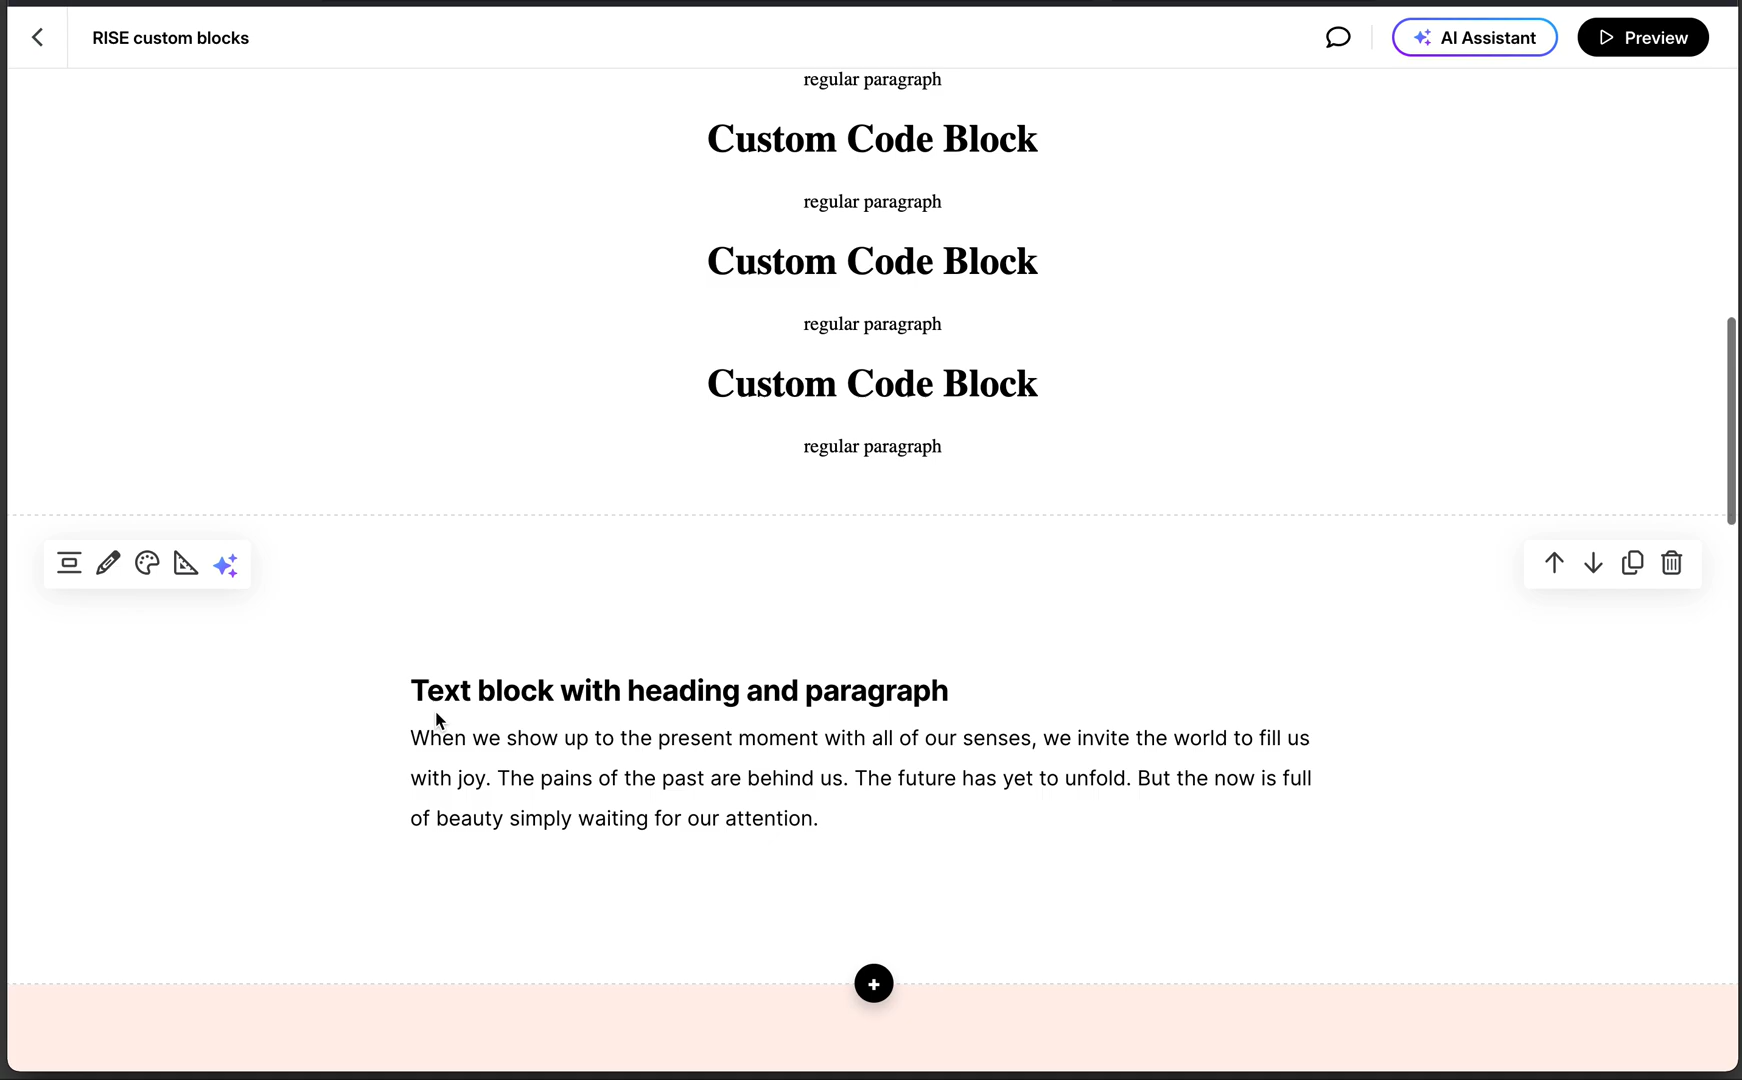 RISE custom blocks
AI Assistant
Preview
regular paragraph
Custom Code Block
regular paragraph
Custom Code Block
regular paragraph
Custom Code Block
regular paragraph
Text block with heading and paragraph
When we show up to the present moment with all of our senses, we invite the world to fill us
with joy. The pains of the past are behind us. The future has yet to unfold. But the now is full
of beauty simply waiting for our attention.